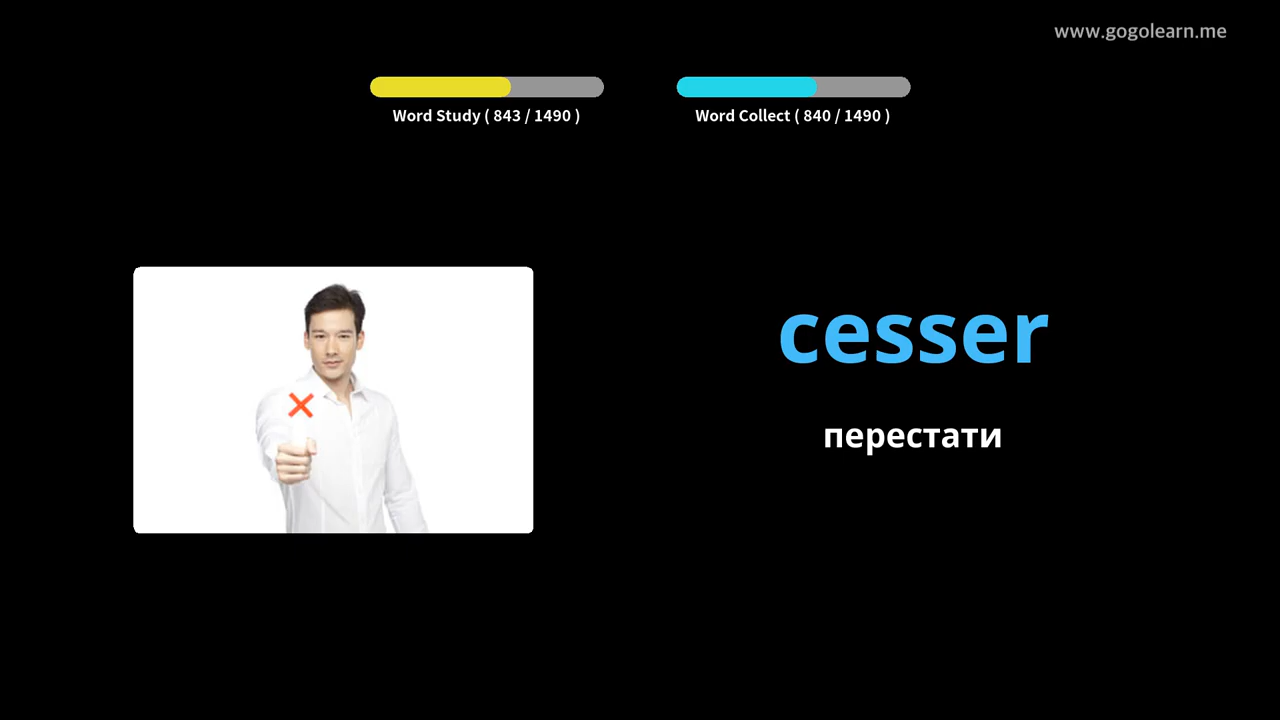 www.gogolearn.me
Word Study ( 843 / 1490 )
Word Collect ( 840 / 1490 )
cesser
перестати